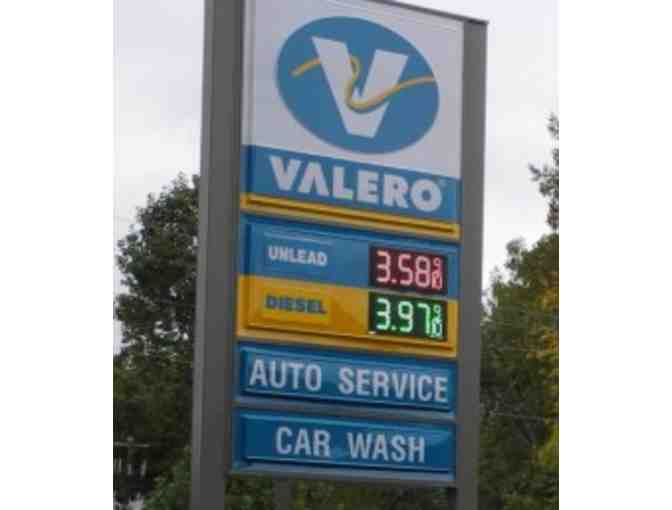 VALERO®
UNLEAD 3.58 9/10
DIESEL 3.97 9/10
AUTO SERVICE
CAR WASH